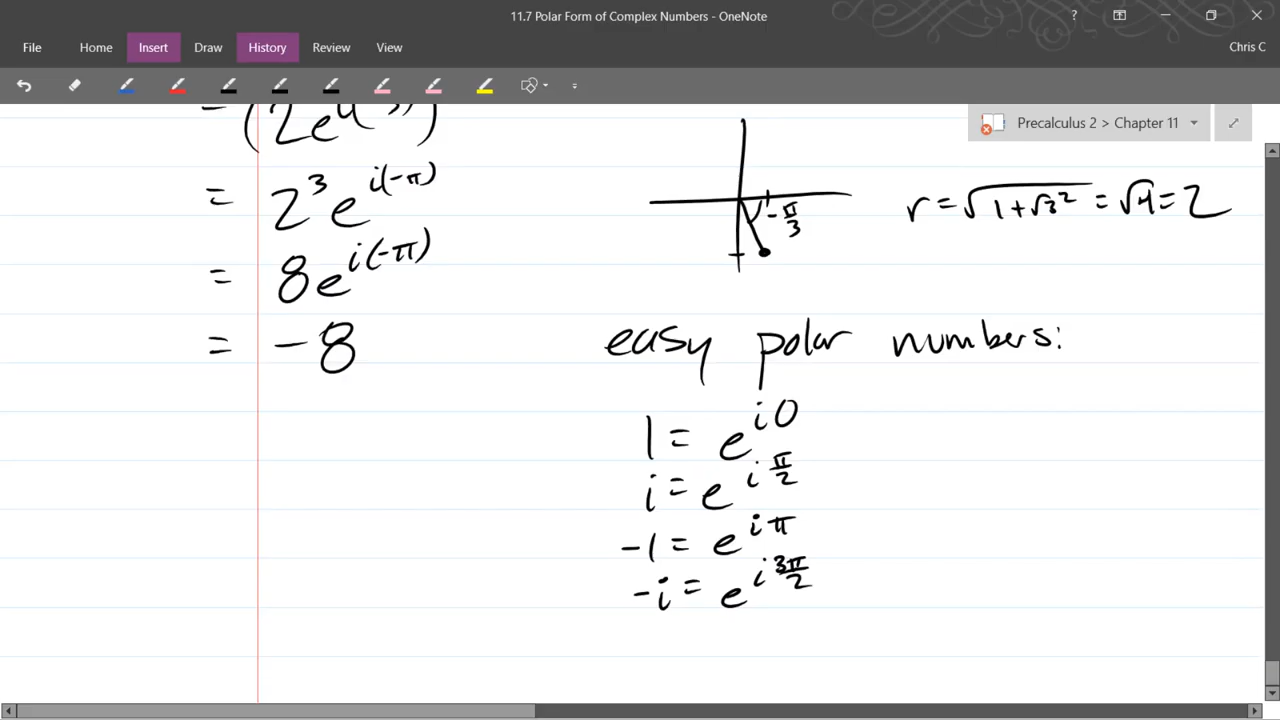 11.7 Polar Form of Complex Numbers - OneNote
?
File Home Insert Draw History Review View
Chris C
Precalculus 2 > Chapter 11
= 2³e^{i(-π)}
= 8e^{i(-π)}
= -8
-π/3
r = √(1+√3²) = √4 = 2
easy polar numbers:
1 = e^{i0}
i = e^{iπ/2}
-1 = e^{iπ}
-i = e^{i3π/2}